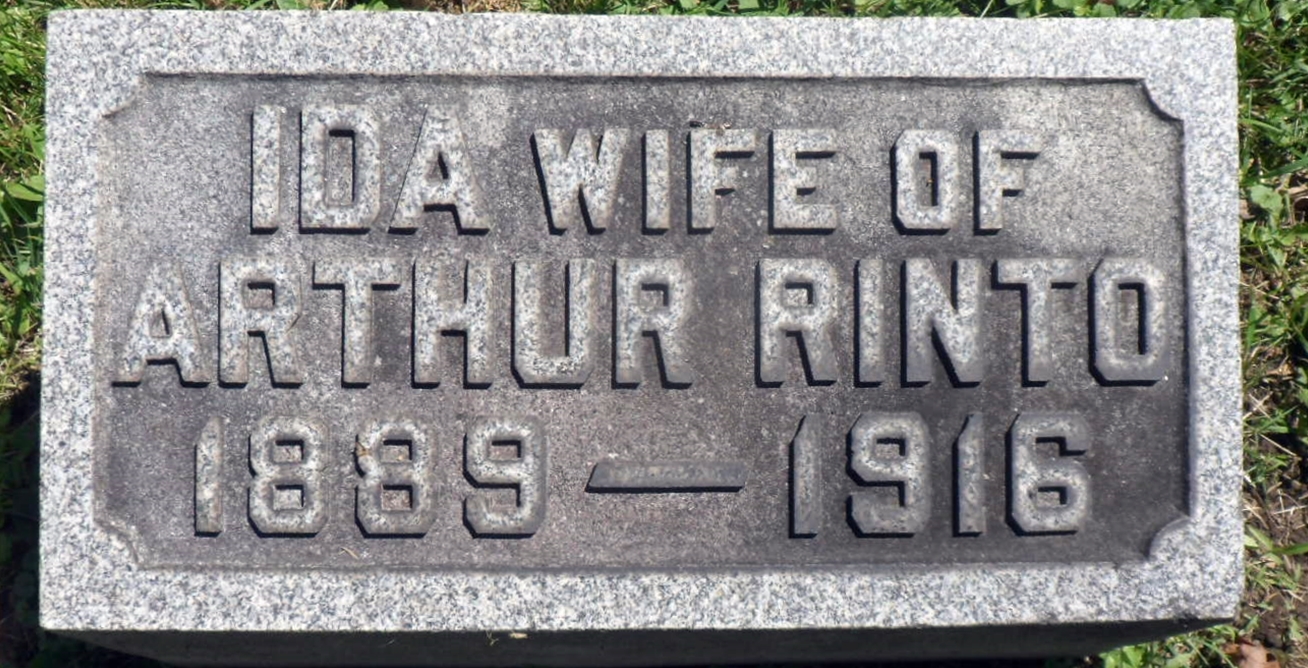 IDA WIFE OF
ARTHUR RINTO
1889 — 1916